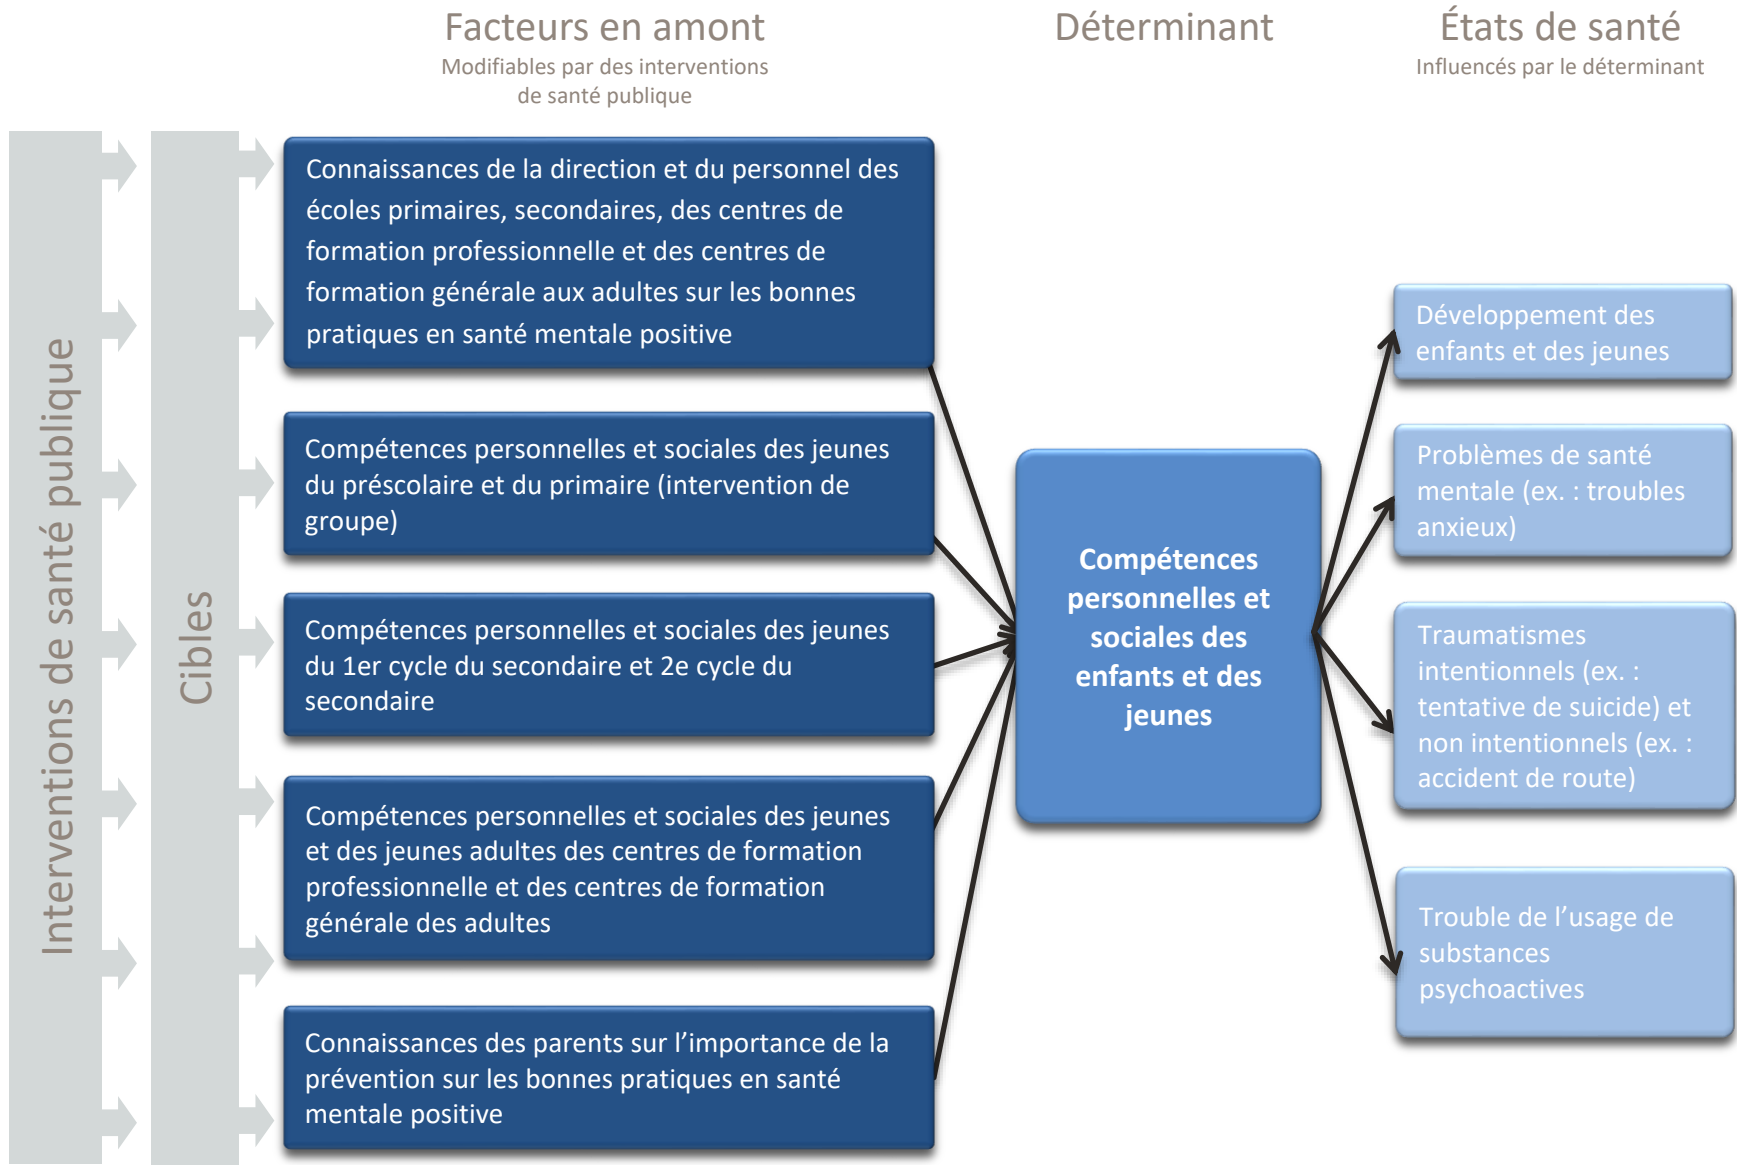 Facteurs en amont
Modifiables par des interventions
de santé publique
Déterminant
États de santé
Influencés par le déterminant
Interventions de santé publique
Cibles
Connaissances de la direction et du personnel des
écoles primaires, secondaires, des centres de
formation professionnelle et des centres de
formation générale aux adultes sur les bonnes
pratiques en santé mentale positive
Compétences personnelles et sociales des jeunes
du préscolaire et du primaire (intervention de
groupe)
Compétences personnelles et sociales des jeunes
du 1er cycle du secondaire et 2e cycle du
secondaire
Compétences personnelles et sociales des jeunes
et des jeunes adultes des centres de formation
professionnelle et des centres de formation
générale des adultes
Connaissances des parents sur l’importance de la
prévention sur les bonnes pratiques en santé
mentale positive
Compétences
personnelles et
sociales des
enfants et des
jeunes
Développement des
enfants et des jeunes
Problèmes de santé
mentale (ex. : troubles
anxieux)
Traumatismes
intentionnels (ex. :
tentative de suicide) et
non intentionnels (ex. :
accident de route)
Trouble de l’usage de
substances
psychoactives